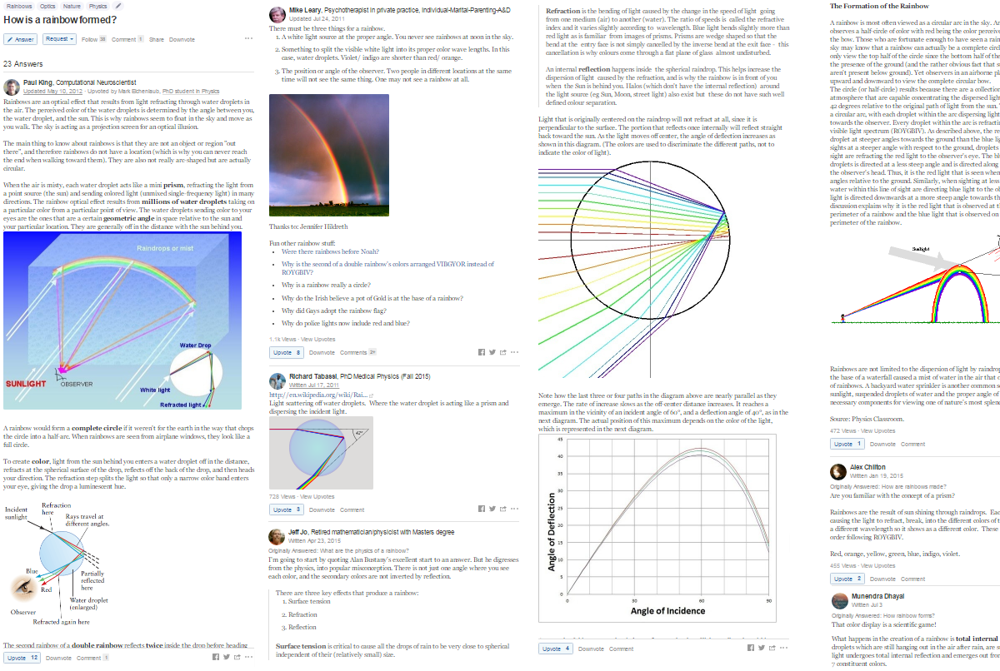 Rainbows Optics Nature Physics
How is a rainbow formed?
Answer Request Follow 38 Comment 1 Share Downvote
23 Answers
Paul King, Computational Neuroscientist
Updated May 10, 2012 · Upvoted by Mark Eichenlaub, PhD student in Physics
Rainbows are an optical effect that results from light refracting through water droplets in
the air. The perceived color of the water droplets is determined by the angle between you,
the water droplet, and the sun. This is why rainbows seem to float in the sky and move as
you walk. The sky is acting as a projection screen for an optical illusion.
The main thing to know about rainbows is that they are not an object or region "out
there", and therefore rainbows do not have a location (which is why you can never reach
the end when walking toward them). They are also not really arc-shaped but are actually
circular.
When the air is misty, each water droplet acts like a mini prism, refracting the light from
a point source (the sun) and sending colored light (unmixed single-frequency light) in many
directions. The rainbow optical effect results from millions of water droplets taking on
a particular color from a particular point of view. The water droplets sending color to your
eyes are the ones that are a certain geometric angle in space relative to the sun and
your particular location. They are generally off in the distance with the sun behind you.
Raindrops or mist
Water Drop
SUNLIGHT
OBSERVER
White light
Refracted light
A rainbow would form a complete circle if it weren't for the earth in the way that chops
the circle into a half-arc. When rainbows are seen from airplane windows, they look like a
full circle.
To create color, light from the sun behind you enters a water droplet off in the distance,
refracts at the spherical surface of the drop, reflects off the back of the drop, and then heads
your direction. The refraction step splits the light so that only a narrow color hand enters
your eye, giving the drop a luminescent hue.
Incident
sunlight
Refraction
here
Rays travel at
different angles.
Blue
Red
Partially
reflected
here
Water droplet
(enlarged)
Observer
Refracted again here
The second rainbow of a double rainbow reflects twice inside the drop before heading
Upvote 12 Downvote Comment 1
Mike Leary, Psychotherapist in private practice, Individual-Marital-Parenting-A&D
Updated Jul 24, 2011
There must be three things for a rainbow.
1. A white light source at the proper angle. You never see rainbows at noon in the sky.
2. Something to split the visible white light into its proper color wave lengths. In this
case, water droplets. Violet/ indigo are shorter than red/ orange.
3. The position or angle of the observer. Two people in different locations at the same
time will not see the same thing. One may not see a rainbow at all.
Thanks to: Jennifer Hildreth
Fun other rainbow stuff:
• Were there rainbows before Noah?
• Why is the second of a double rainbow's colors arranged VIBGYOR instead of
ROYGBIV?
• Why is a rainbow really a circle?
• Why do the Irish believe a pot of Gold is at the base of a rainbow?
• Why did Gays adopt the rainbow flag?
• Why do police lights now include red and blue?
1.1k Views · View Upvotes
Upvote 8 Downvote Comments 2+
Richard Tabassi, PhD Medical Physics (Fall 2015)
Written Jul 17, 2011
http://en.wikipedia.org/wiki/Rai...
Light scattering off water droplets. Where the water droplet is acting like a prism and
dispersing the incident light.
42°
728 Views · View Upvotes
Upvote 3 Downvote Comment
Jeff Jo, Retired mathematician/physicist with Masters degree
Written Apr 23, 2015
Originally Answered: What are the physics of a rainbow?
I'm going to start by quoting Alan Bustany's excellent start to an answer. But he digresses
from the physics, into popular misconception. There is not just one angle where you see
each color, and the secondary colors are not inverted by reflection.
There are three key effects that produce a rainbow:
1. Surface tension
2. Refraction
3. Reflection
Surface tension is critical to cause all the drops of rain to be very close to spherical
independent of their (relatively small) size.
Refraction is the bending of light caused by the change in the speed of light going
from one medium (air) to another (water). The ratio of speeds is called the refractive
index and it varies slightly according to wavelength. Blue light bends slightly more than
red light as is familiar from images of prisms. Prisms are wedge shaped so that the
bend at the entry face is not simply cancelled by the inverse bend at the exit face - this
cancellation is why colours come through a flat plane of glass almost undisturbed.
An internal reflection happens inside the spherical raindrop. This helps increase the
dispersion of light caused by the refraction, and is why the rainbow is in front of you
when the Sun is behind you. Halos (which don't have the internal reflection) around
the light source (eg Sun, Moon, street light) also exist but these do not have such well
defined colour separation.
Light that is originally centered on the raindrop will not refract at all, since it is
perpendicular to the surface. The portion that reflects once internally will reflect straight
back toward the sun. As the light moves off center, the angle of deflection increases as
shown in this diagram. (The colors are used to discriminate the different paths, not to
indicate the color of light).
Note how the last three or four paths in the diagram above are nearly parallel as they
emerge. The rate of increase slows as the off-center distance increases. It reaches a
maximum in the vicinity of an incident angle of 60°, and a deflection angle of 40°, as in the
next diagram. The actual position of this maximum depends on the color of the light,
which is represented in the next diagram.
45
40
35
30
25
20
15
10
5
0
Angle of Deflection
0 30 60 90
Angle of Incidence
Upvote 4 Downvote Comment
The Formation of the Rainbow
A rainbow is most often viewed as a circular arc in the sky. An
observes a half-circle of color with red being the color perceive
the bow. Those who are fortunate enough to have seen a rain
sky may know that a rainbow can actually be a complete circle
only view the top half of the circle since the bottom half of the
the presence of the ground (and the rather obvious fact that su
aren't present below ground). Yet observers in an airborne pla
upward and downward to view the complete circular bow.
The circle (or half-circle) results because there are a collection
atmosphere that are capable concentrating the dispersed light
42 degrees relative to the original path of light from the sun. T
a circular arc, with each droplet within the arc dispersing light
towards the observer. Every droplet within the arc is refractin
visible light spectrum (ROYGBIV). As described above, the re
droplet at steeper angles towards the ground than the blue lig
sights at a steeper angle with respect to the ground, droplets
sight are refracting the red light to the observer's eye. The blu
droplets is directed at a less steep angle and is directed along
the observer's head. Thus, it is the red light that is seen when
angles relative to the ground. Similarly, when sighting at less
water within this line of sight are directing blue light to the ob
light is directed downwards at a more steep angle towards th
discussion explains why it is the red light that is observed at th
perimeter of a rainbow and the blue light that is observed on
perimeter of the rainbow.
Sunlight
Rainbows are not limited to the dispersion of light by raindrop
the base of a waterfall caused a mist of water in the air that o
of rainbows. A backyard water sprinkler is another common s
sunlight, suspended droplets of water and the proper angle of
necessary components for viewing one of nature's most splen
Source: Physics Classroom.
472 Views · View Upvotes
Upvote 1 Downvote Comment
Alex Chilton
Written Jan 19, 2015
Originally Answered: How are rainbows made?
Are you familiar with the concept of a prism?
Rainbows are the result of sun shining through raindrops. Eac
causing the light to refract, break, into the different colors of t
a different wavelength so it shows as a different color. These
order following ROYGBIV.
Red, orange, yellow, green, blue, indigo, violet.
455 Views · View Upvotes
Upvote 2 Downvote Comment
Munendra Dhayal
Written Jul 3
Originally Answered: How rainbow forms?
That color display is a scientific game!
What happens in the creation of a rainbow is total internal
droplets which are still hanging out in the air after rain, are s
light undergoes total internal reflection and emerges out fron
7 constituent colors.